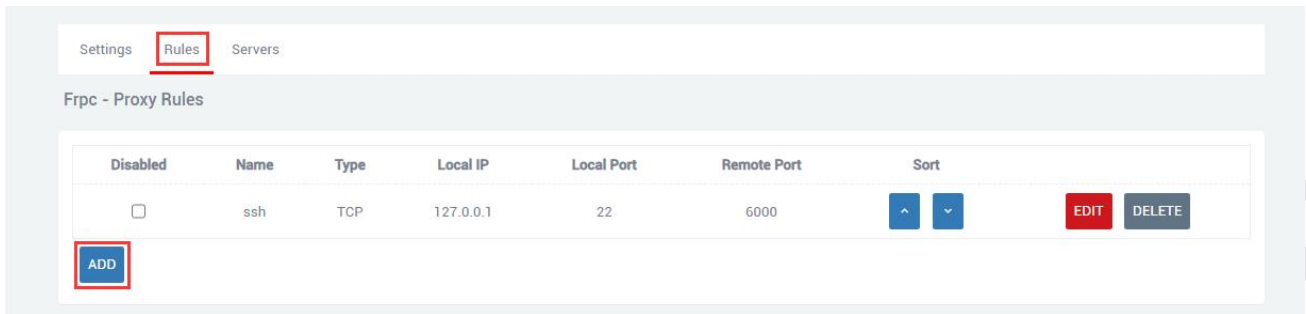 Settings Rules Servers
Frpc - Proxy Rules
Disabled Name Type Local IP Local Port Remote Port Sort
ssh TCP 127.0.0.1 22 6000 EDIT DELETE
ADD